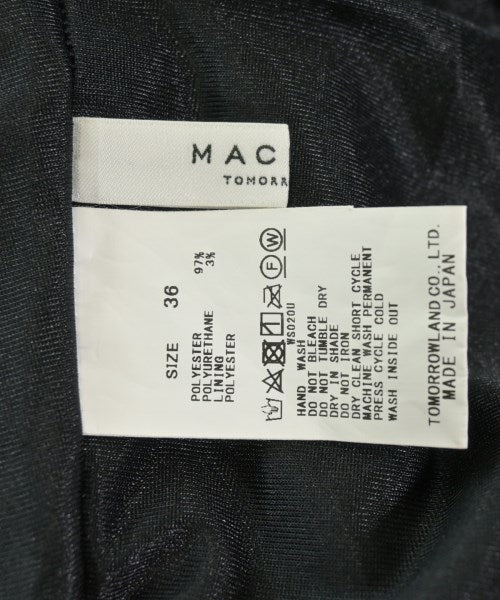 MAC
TOMORR
SIZE 36
POLYESTER 97%
POLYURETHANE 3%
LINING
POLYESTER
F W
WS020U
HAND WASH
DO NOT BLEACH
DO NOT TUMBLE DRY
DRY IN SHADE
DO NOT IRON
DRY CLEAN SHORT CYCLE
MACHINE WASH PERMANENT
PRESS CYCLE COLD
WASH INSIDE OUT
TOMORROWLAND CO., LTD.
MADE IN JAPAN